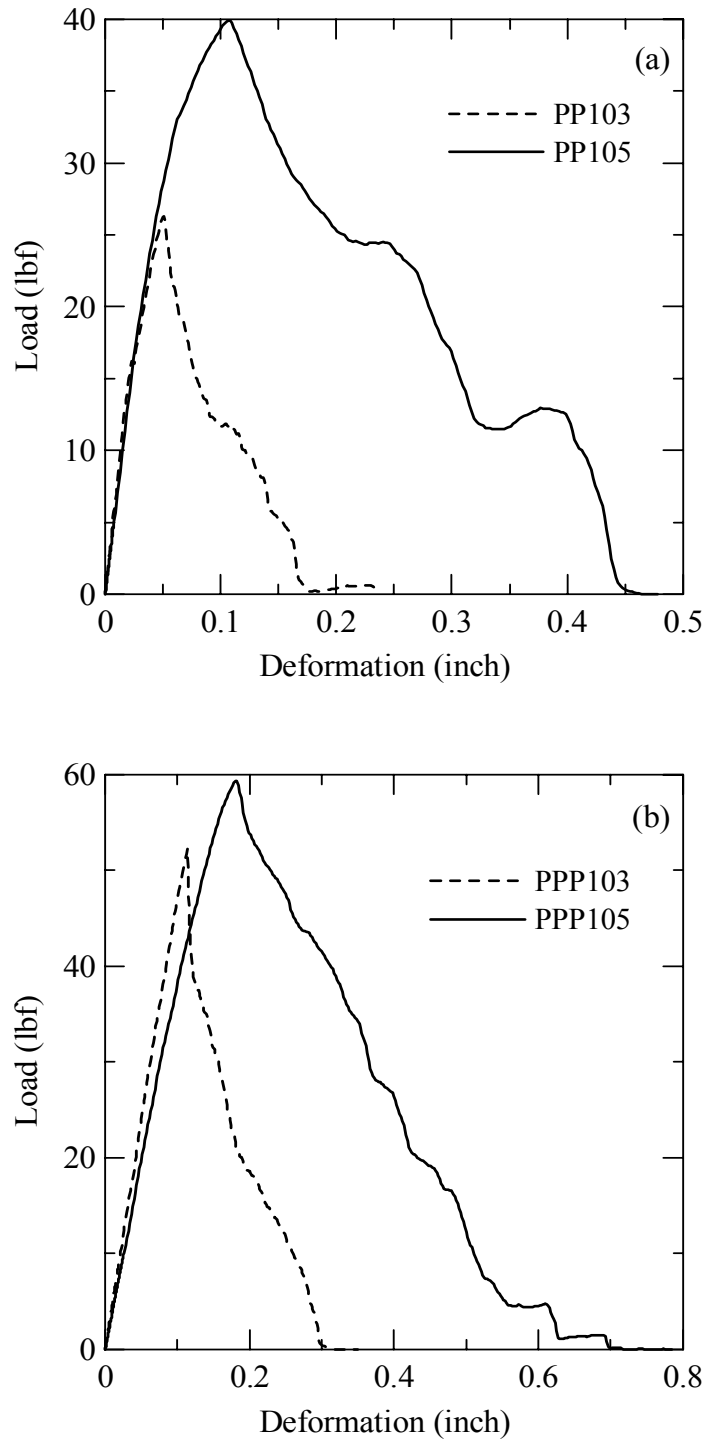 (a)
PP103
PP105
Load (lbf)
40
30
20
10
0
0 0.1 0.2 0.3 0.4 0.5
Deformation (inch)
(b)
PPP103
PPP105
Load (lbf)
60
40
20
0
0 0.2 0.4 0.6 0.8
Deformation (inch)